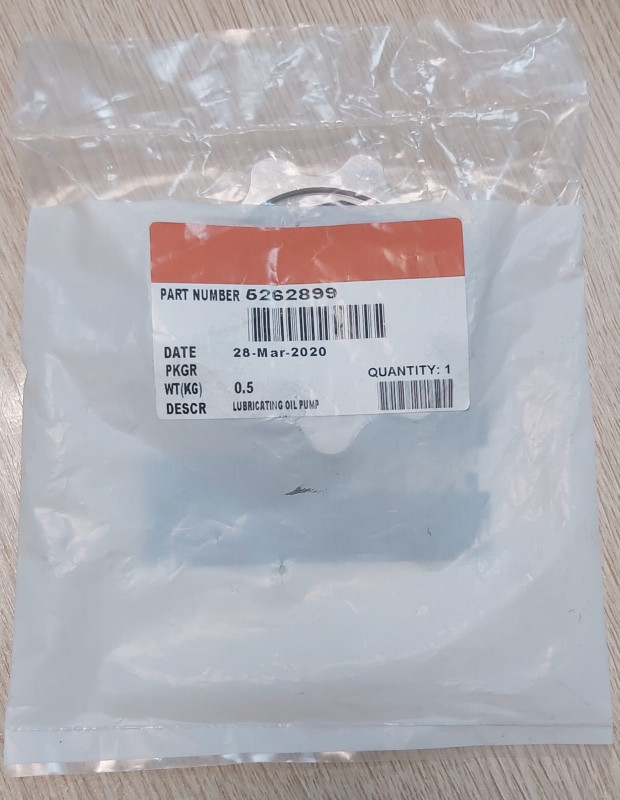 PART NUMBER 5262899
DATE 28-Mar-2020
PKGR
QUANTITY: 1
WT(KG) 0.5
DESCR LUBRICATING OIL PUMP